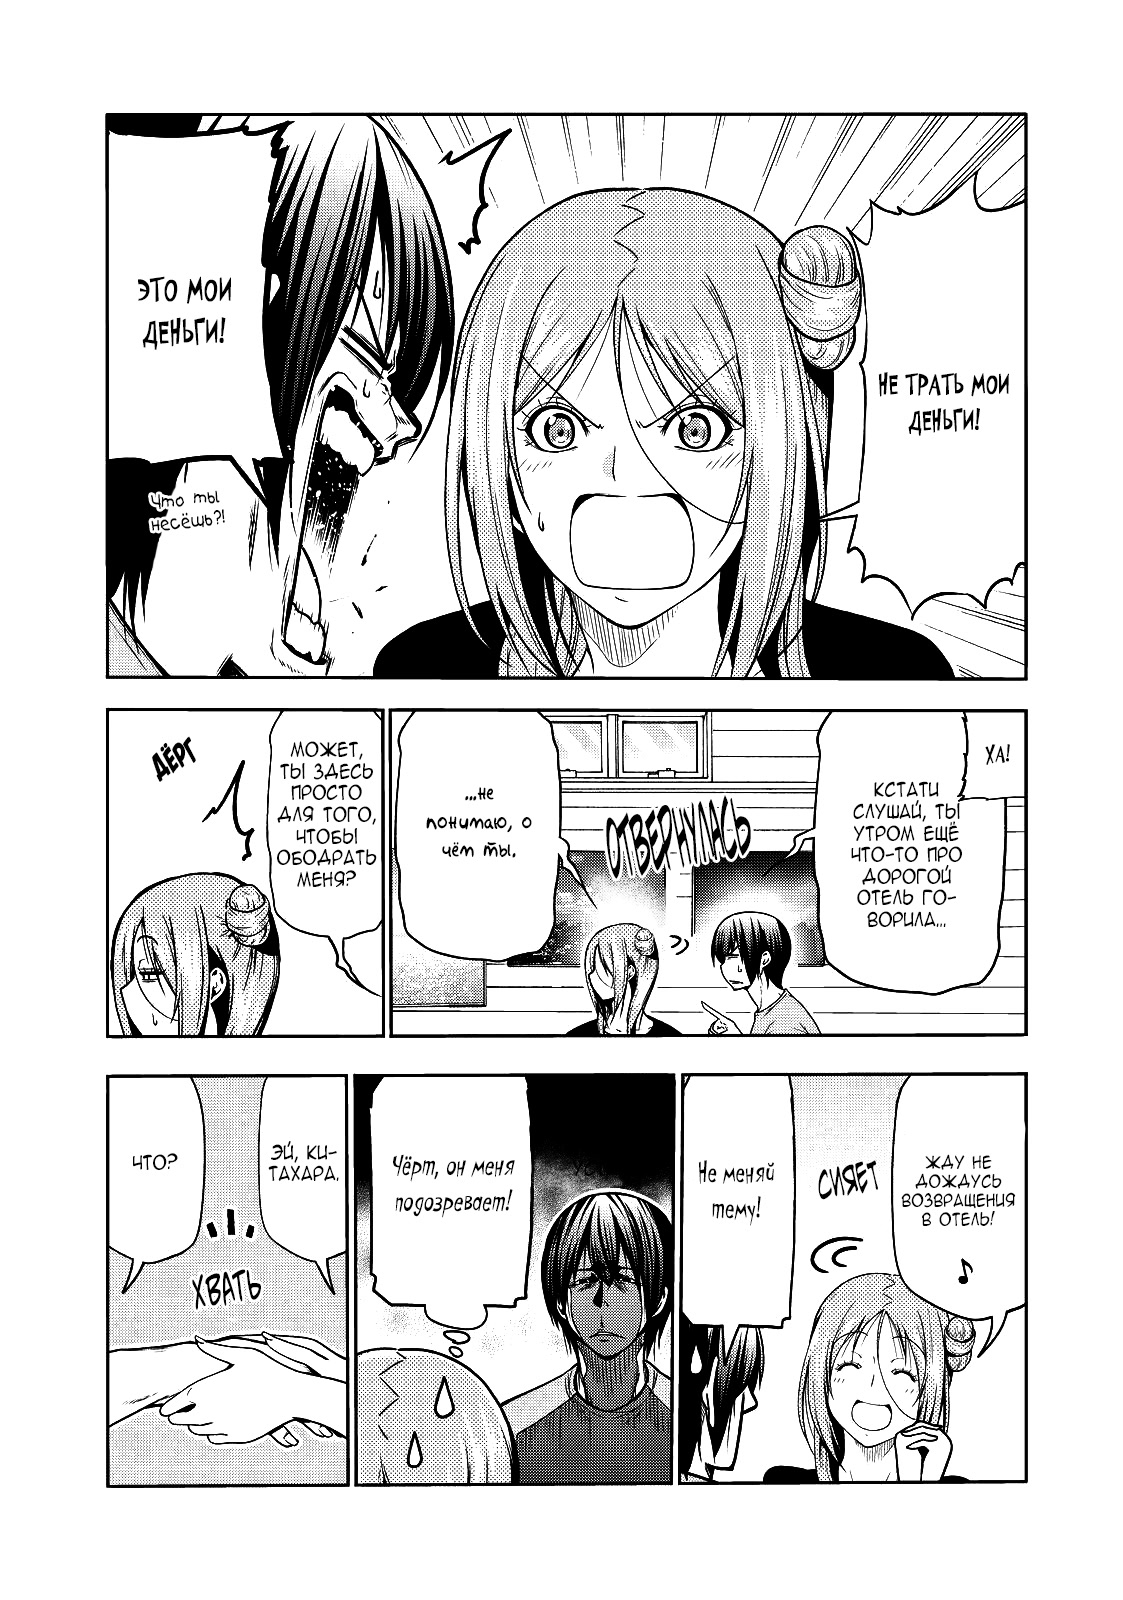 НЕ ТРАТЬ МОИ
ДЕНЬГИ!
ЭТО МОИ
ДЕНЬГИ!
Что ты
несёшь?!
ХА!
КСТАТИ
СЛУШАЙ, ТЫ
УТРОМ ЕЩЁ
ЧТО-ТО ПРО
ДОРОГОЙ
ОТЕЛЬ ГО-
ВОРИЛА...
ОТВЕРНУЛАСЬ
...не
понимаю, о
чём ты.
МОЖЕТ,
ТЫ ЗДЕСЬ
ПРОСТО
ДЛЯ ТОГО,
ЧТОБЫ
ОБОДРАТЬ
МЕНЯ?
ДЁРГ
ЖДУ НЕ
ДОЖДУСЬ
ВОЗВРАЩЕНИЯ
В ОТЕЛЬ!
СИЯЕТ
Не меняй
тему!
Чёрт, он меня
подозревает!
ЭЙ, КИ-
ТАХАРА.
ЧТО?
ХВАТЬ